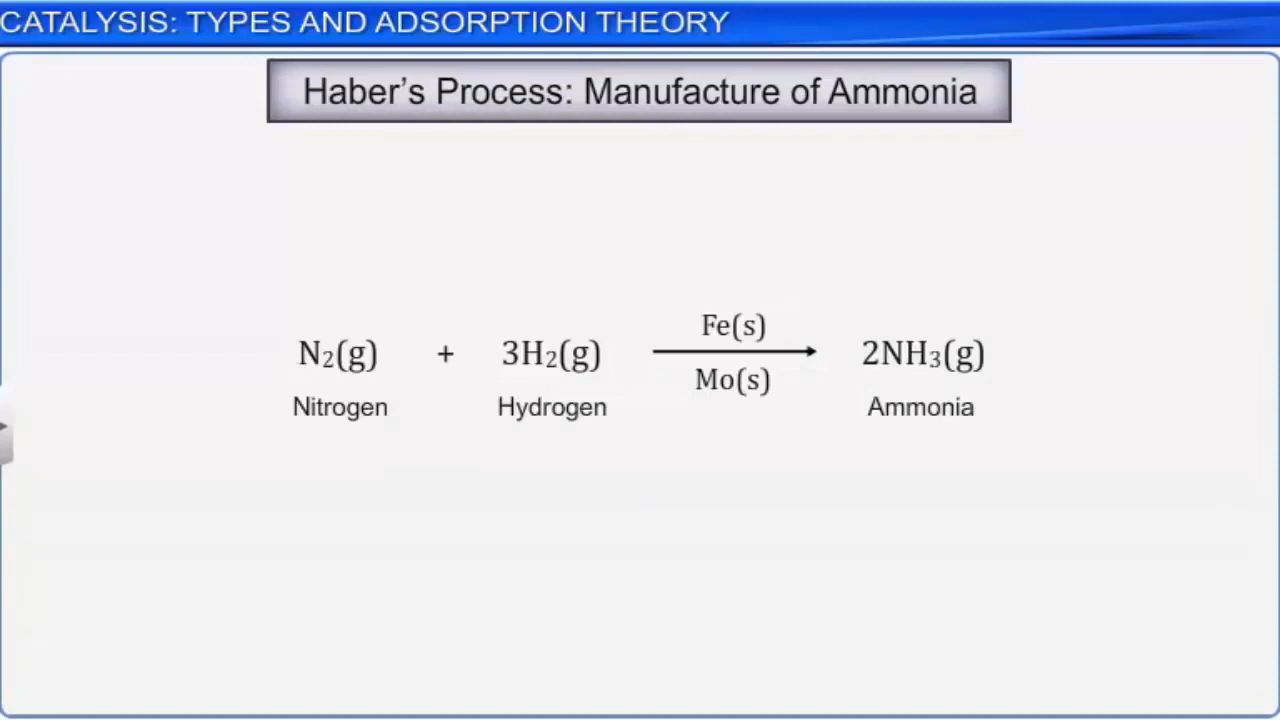 CATALYSIS: TYPES AND ADSORPTION THEORY
Haber’s Process: Manufacture of Ammonia
Fe(s)
N₂(g) + 3H₂(g) 2NH₃(g)
Mo(s)
Nitrogen Hydrogen Ammonia